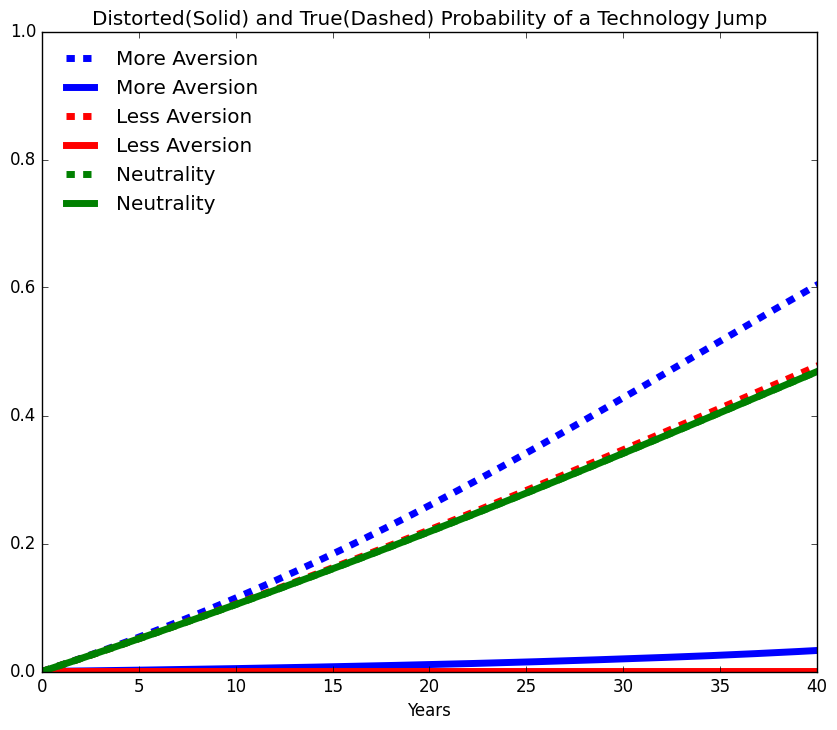 Distorted(Solid) and True(Dashed) Probability of a Technology Jump
1.0
0.8
0.6
0.4
0.2
0.0
More Aversion
More Aversion
Less Aversion
Less Aversion
Neutrality
Neutrality
0 5 10 15 20 25 30 35 40
Years